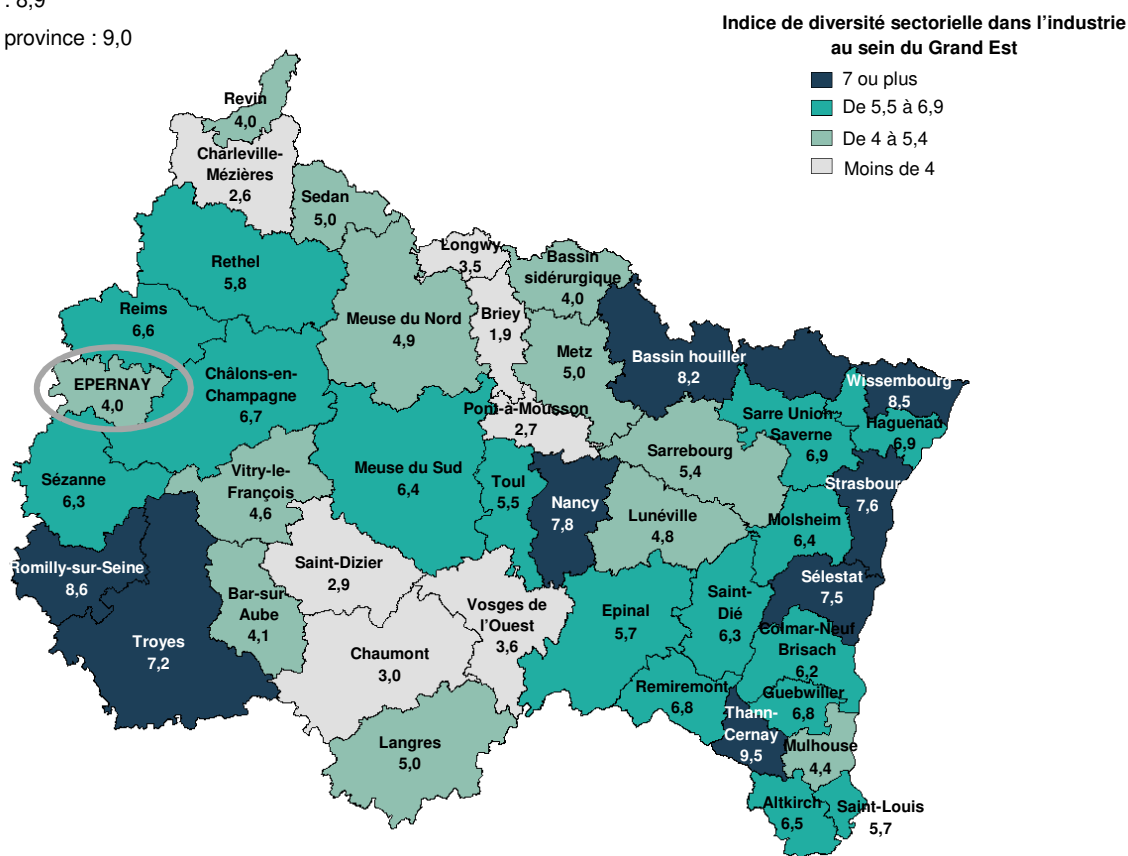 : 8,9
province : 9,0
Indice de diversité sectorielle dans l'industrie
au sein du Grand Est
7 ou plus
De 5,5 à 6,9
De 4 à 5,4
Moins de 4
Revin
4,0
Charleville-
Mézières
2,6
Sedan
5,0
Rethel
5,8
Longwy
3,5
Bassin
sidérurgique
4,0
Reims
6,6
Meuse du Nord
4,9
Briey
1,9
Metz
5,0
Bassin houiller
8,2
Wissembourg
8,5
EPERNAY
4,0
Châlons-en-
Champagne
6,7
Pont-à-Mousson
2,7
Sarre Union-
Saverne
6,9
Haguenau
6,9
Sarrebourg
5,4
Sézanne
6,3
Vitry-le-
François
4,6
Meuse du Sud
6,4
Toul
5,5
Nancy
7,8
Lunéville
4,8
Strasbour
7,6
Molsheim
6,4
Romilly-sur-Seine
8,6
Saint-Dizier
2,9
Sélestat
7,5
Bar-sur
Aube
4,1
Vosges de
l'Ouest
3,6
Epinal
5,7
Saint-
Dié
6,3
Troyes
7,2
Chaumont
3,0
Colmar-Neuf
Brisach
6,2
Remiremont
6,8
Guebwiller
6,8
Thann-
Cernay
9,5
Langres
5,0
Mulhouse
4,4
Altkirch
6,5
Saint-Louis
5,7